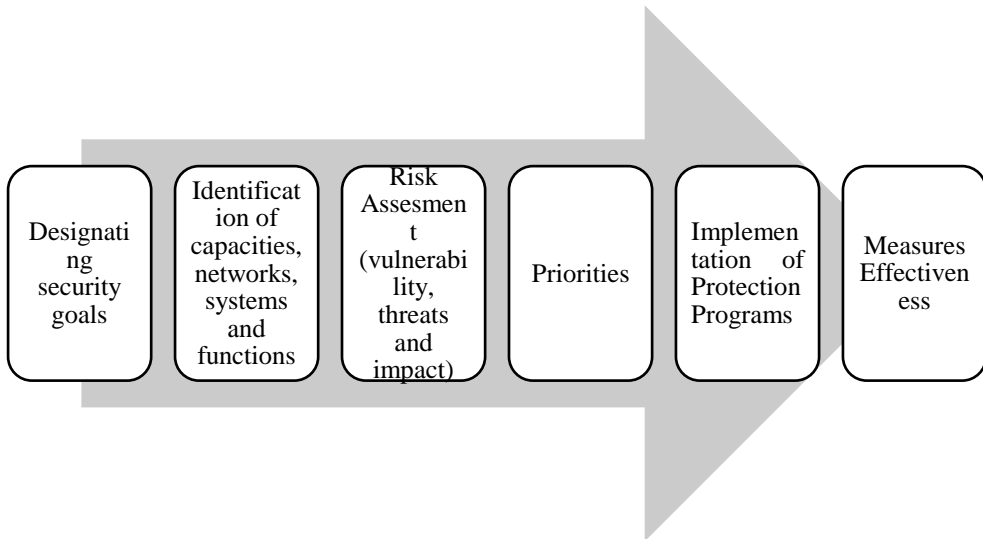 Designati
ng
security
goals
Identificat
ion of
capacities,
networks,
systems
and
functions
Risk
Assesmen
t
(vulnerabi
lity,
threats
and
impact)
Priorities
Implemen
tation of
Protection
Programs
Measures
Effectiven
ess